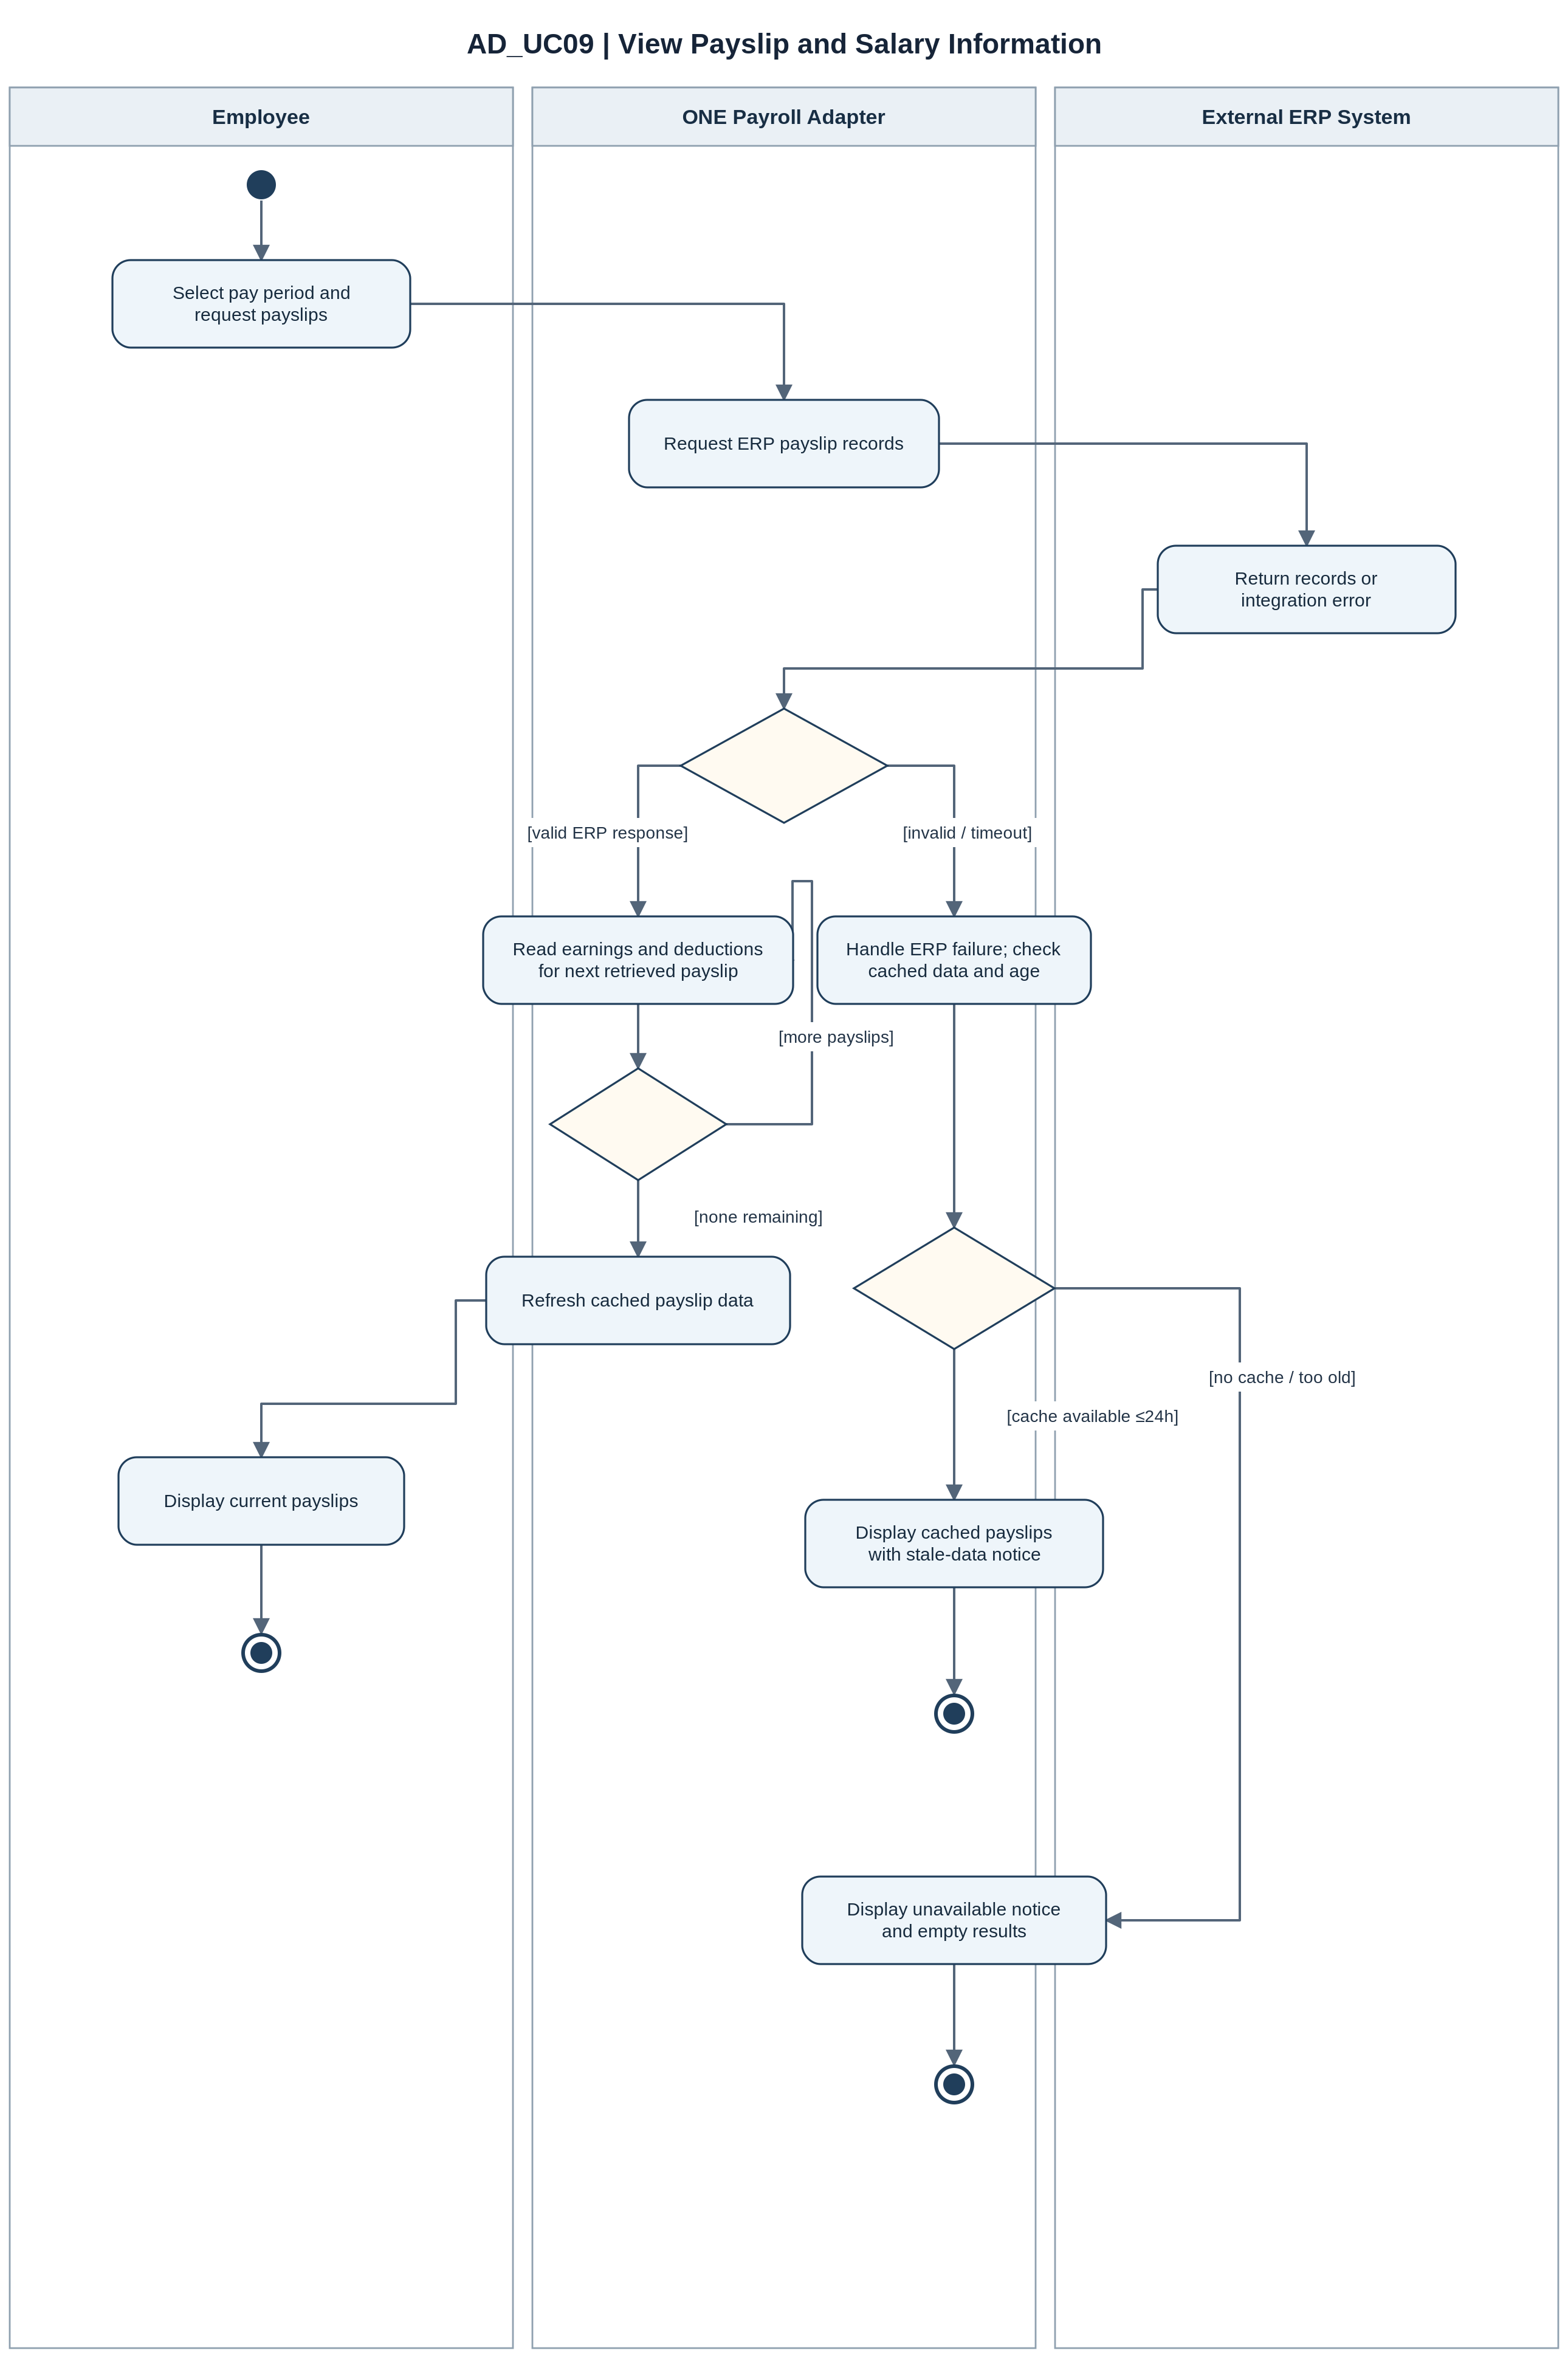 AD_UC09 | View Payslip and Salary Information
Employee
ONE Payroll Adapter
External ERP System
Select pay period and
request payslips
Request ERP payslip records
Return records or
integration error
[valid ERP response]
[invalid / timeout]
Read earnings and deductions
for next retrieved payslip
Handle ERP failure; check
cached data and age
[more payslips]
[none remaining]
Refresh cached payslip data
[no cache / too old]
[cache available ≤24h]
Display current payslips
Display cached payslips
with stale-data notice
Display unavailable notice
and empty results